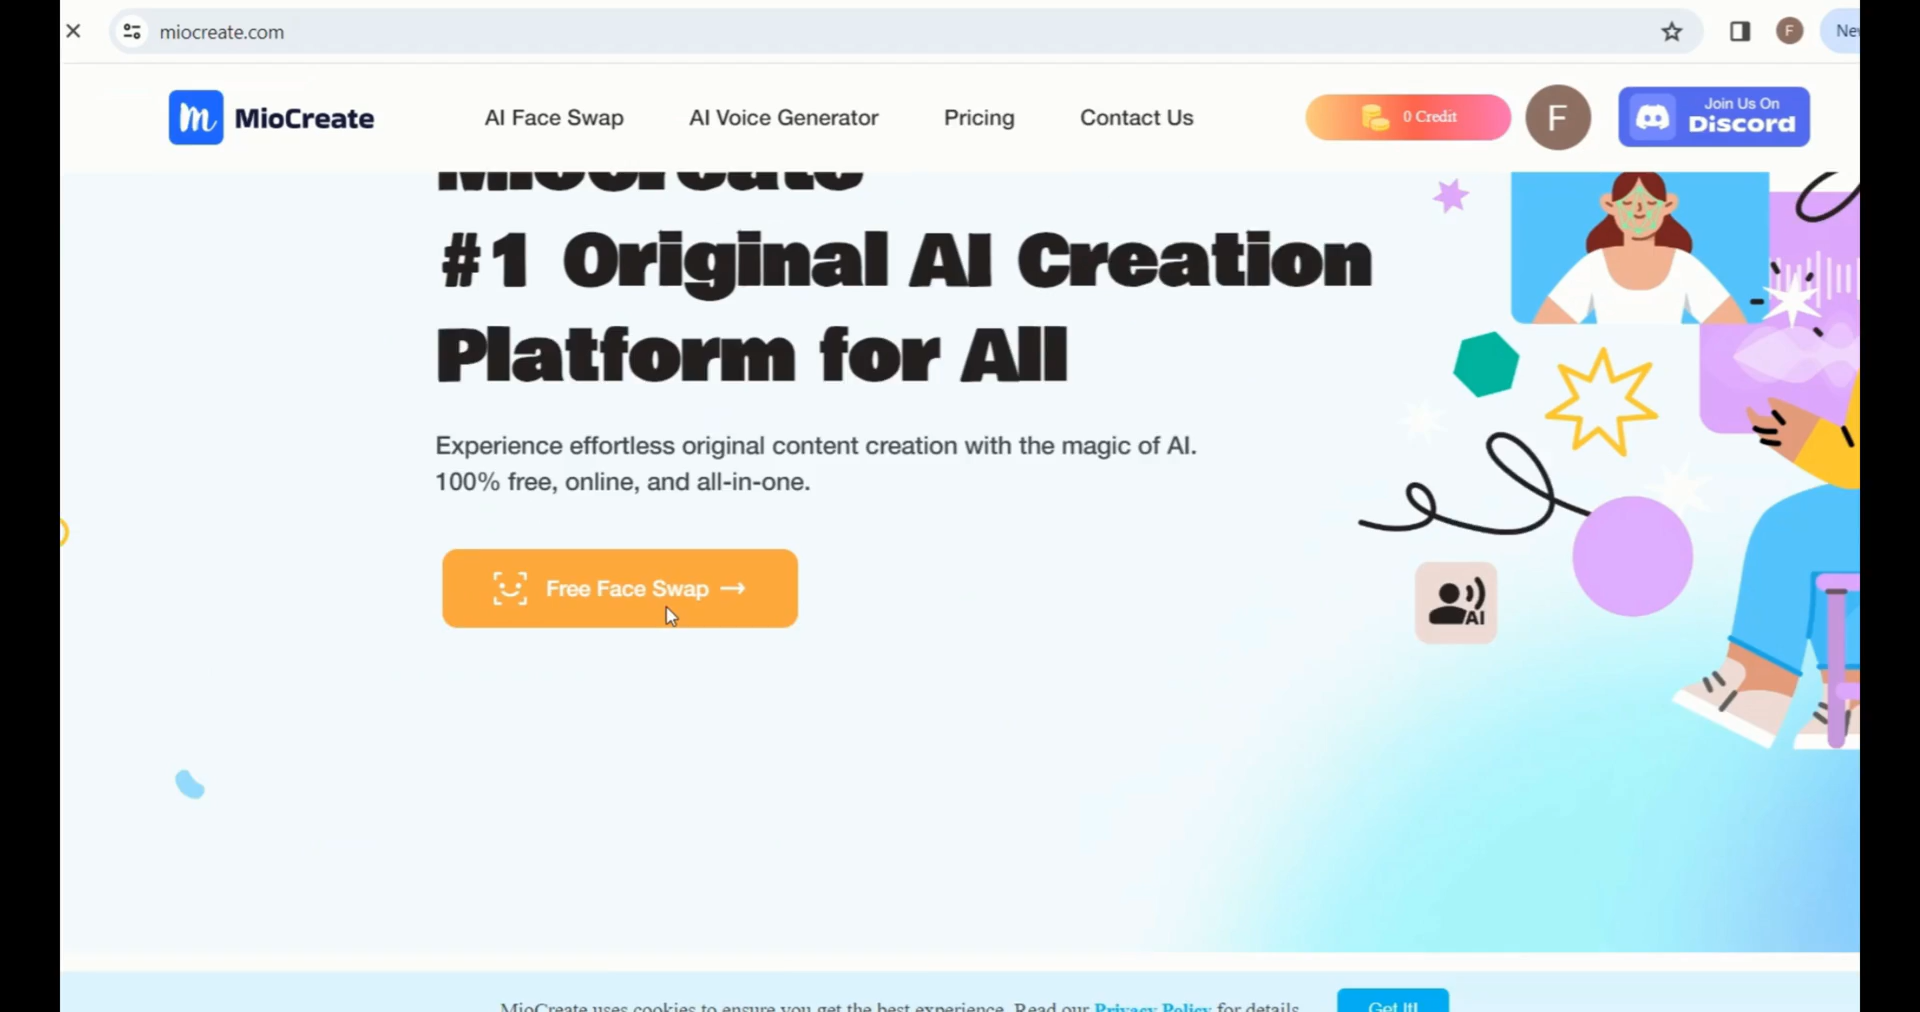 miocreate.com
F
m
MioCreate
AI Face Swap
AI Voice Generator
Pricing
Contact Us
0 Credit
F
Join Us On
Discord
MioCreate
#1 Original AI Creation
Platform for All
Experience effortless original content creation with the magic of AI.
100% free, online, and all-in-one.
Free Face Swap →
AI
MioCreate uses cookies to ensure you get the best experience. Read our Privacy Policy for details.
Got It!